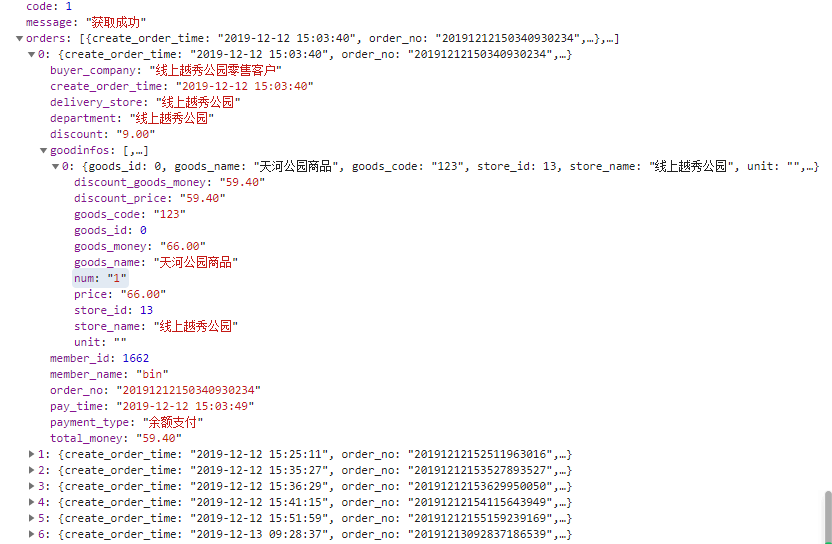 code: 1
message: "获取成功"
orders: [{create_order_time: "2019-12-12 15:03:40", order_no: "20191212150340930234",…},…]
0: {create_order_time: "2019-12-12 15:03:40", order_no: "20191212150340930234",…}
buyer_company: "线上越秀公园零售客户"
create_order_time: "2019-12-12 15:03:40"
delivery_store: "线上越秀公园"
department: "线上越秀公园"
discount: "9.00"
goodinfos: [,…]
0: {goods_id: 0, goods_name: "天河公园商品", goods_code: "123", store_id: 13, store_name: "线上越秀公园", unit: "",…}
discount_goods_money: "59.40"
discount_price: "59.40"
goods_code: "123"
goods_id: 0
goods_money: "66.00"
goods_name: "天河公园商品"
num: "1"
price: "66.00"
store_id: 13
store_name: "线上越秀公园"
unit: ""
member_id: 1662
member_name: "bin"
order_no: "20191212150340930234"
pay_time: "2019-12-12 15:03:49"
payment_type: "余额支付"
total_money: "59.40"
1: {create_order_time: "2019-12-12 15:25:11", order_no: "20191212152511963016",…}
2: {create_order_time: "2019-12-12 15:35:27", order_no: "20191212153527893527",…}
3: {create_order_time: "2019-12-12 15:36:29", order_no: "20191212153629950050",…}
4: {create_order_time: "2019-12-12 15:41:15", order_no: "20191212154115643949",…}
5: {create_order_time: "2019-12-12 15:51:59", order_no: "20191212155159239169",…}
6: {create_order_time: "2019-12-13 09:28:37", order_no: "20191213092837186539",…}